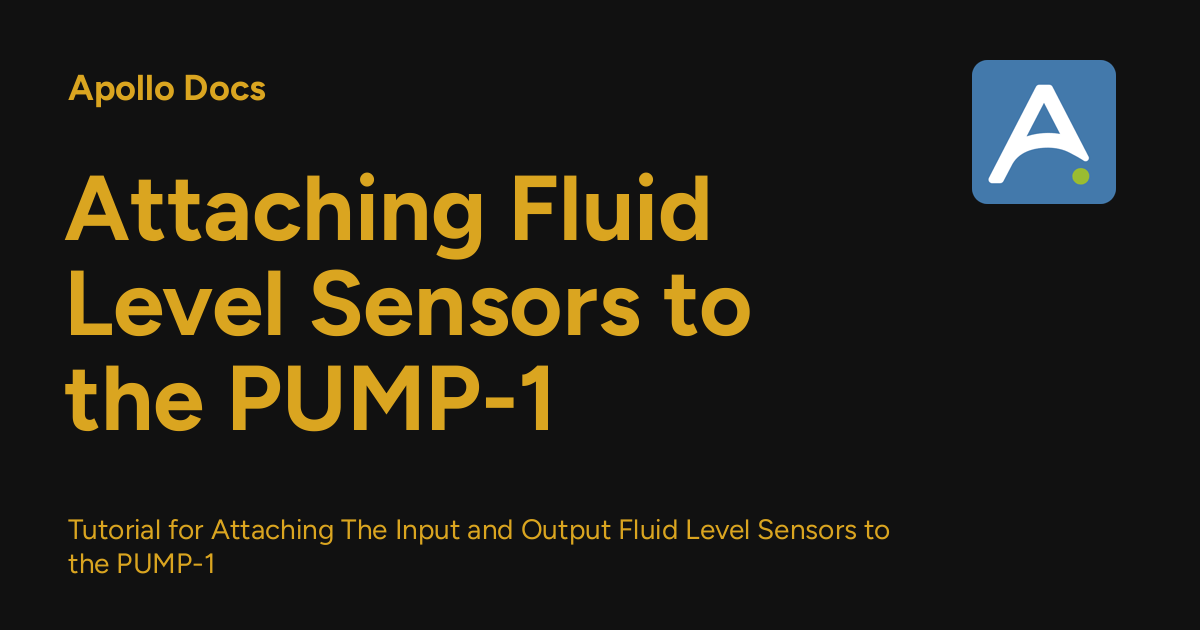 Apollo Docs
Attaching Fluid
Level Sensors to
the PUMP-1
Tutorial for Attaching The Input and Output Fluid Level Sensors to
the PUMP-1